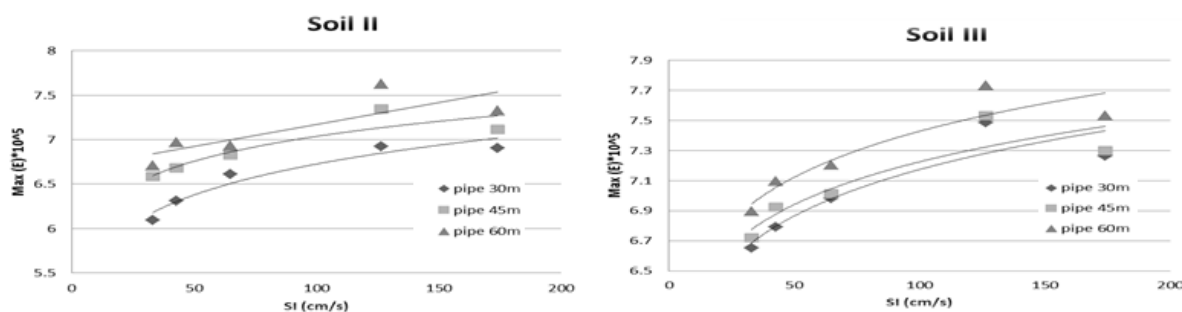 Soil II
8
7.5
7
6.5
6
5.5
Max (E)*10^5
0
50
100
150
200
SI (cm/s)
pipe 30m
pipe 45m
pipe 60m
Soil III
7.9
7.7
7.5
7.3
7.1
6.9
6.7
6.5
Max (E)*10^5
0
50
100
150
200
SI (cm/s)
pipe 30m
pipe 45m
pipe 60m